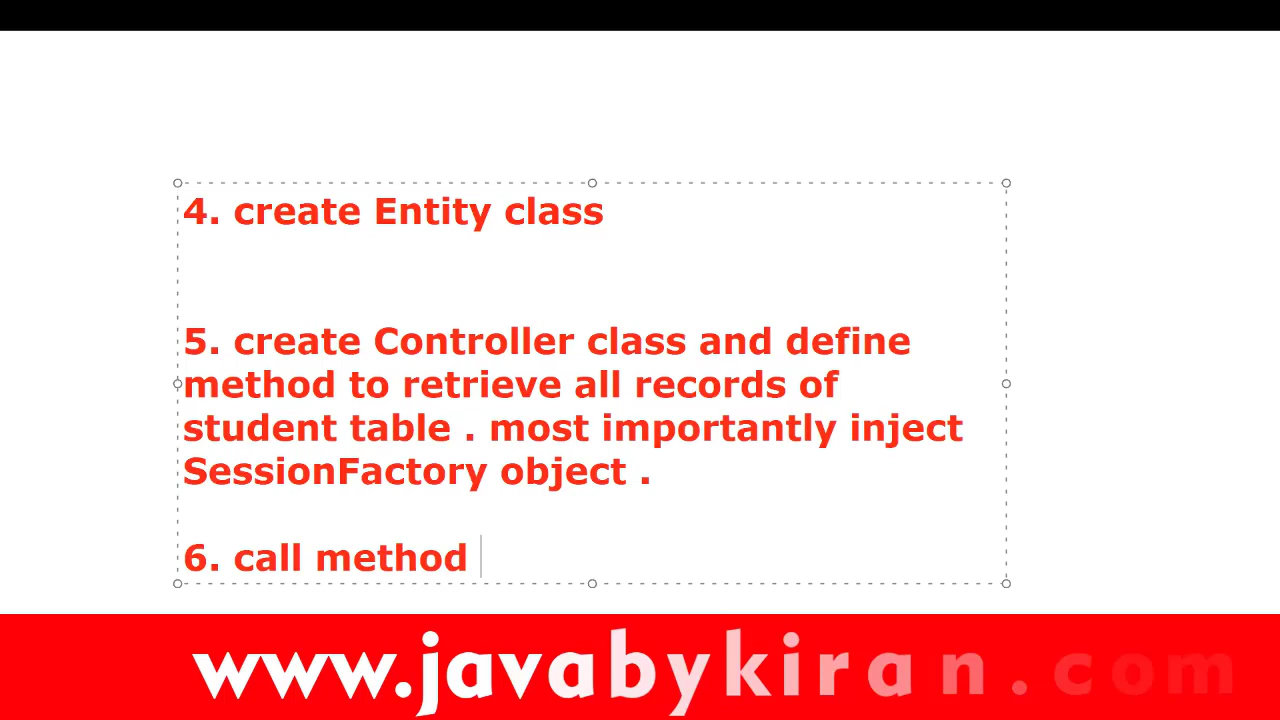 4. create Entity class
5. create Controller class and define
method to retrieve all records of
student table . most importantly inject
SessionFactory object .
6. call method
www.javabykiran.com